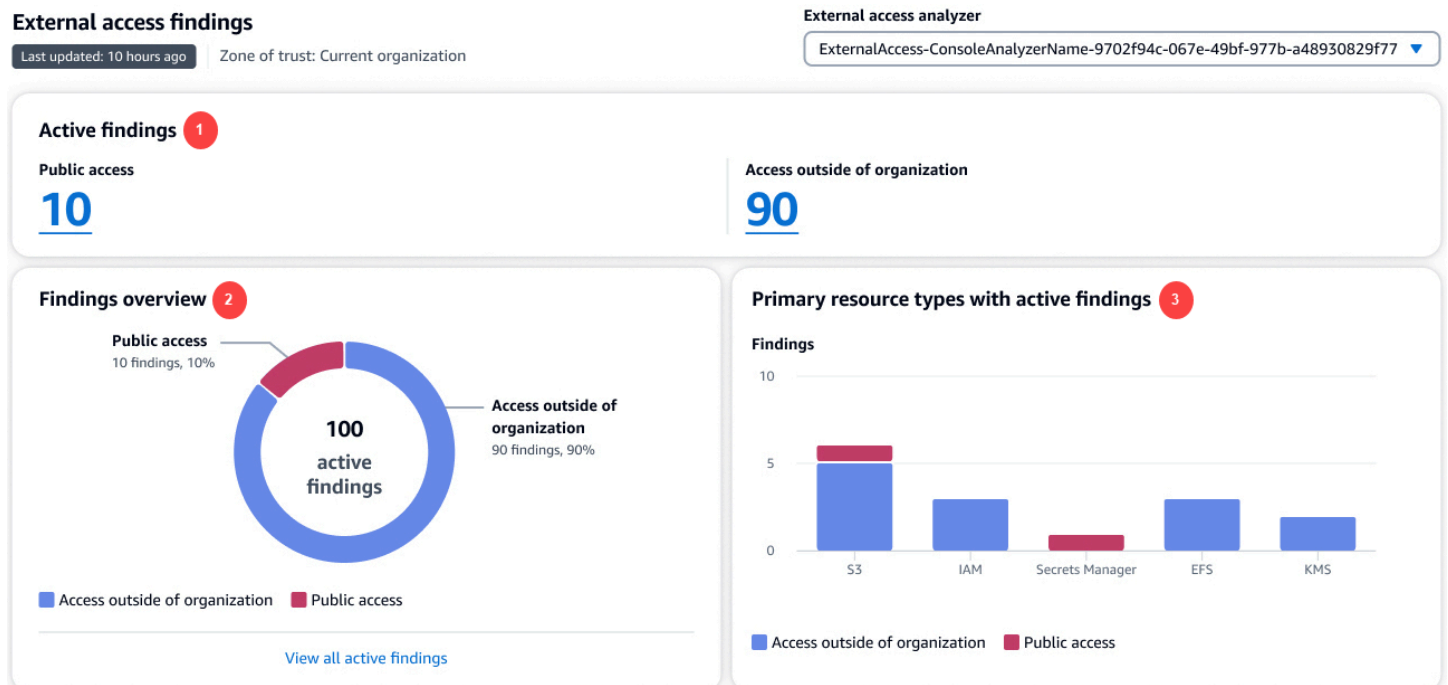 External access findings
Last updated: 10 hours ago
Zone of trust: Current organization
External access analyzer
ExternalAccess-ConsoleAnalyzerName-9702f94c-067e-49bf-977b-a48930829f77
Active findings 1
Public access
10
Access outside of organization
90
Findings overview 2
Public access
10 findings, 10%
100
active
findings
Access outside of
organization
90 findings, 90%
Access outside of organization Public access
View all active findings
Primary resource types with active findings 3
Findings
10
5
0
S3 IAM Secrets Manager EFS KMS
Access outside of organization Public access